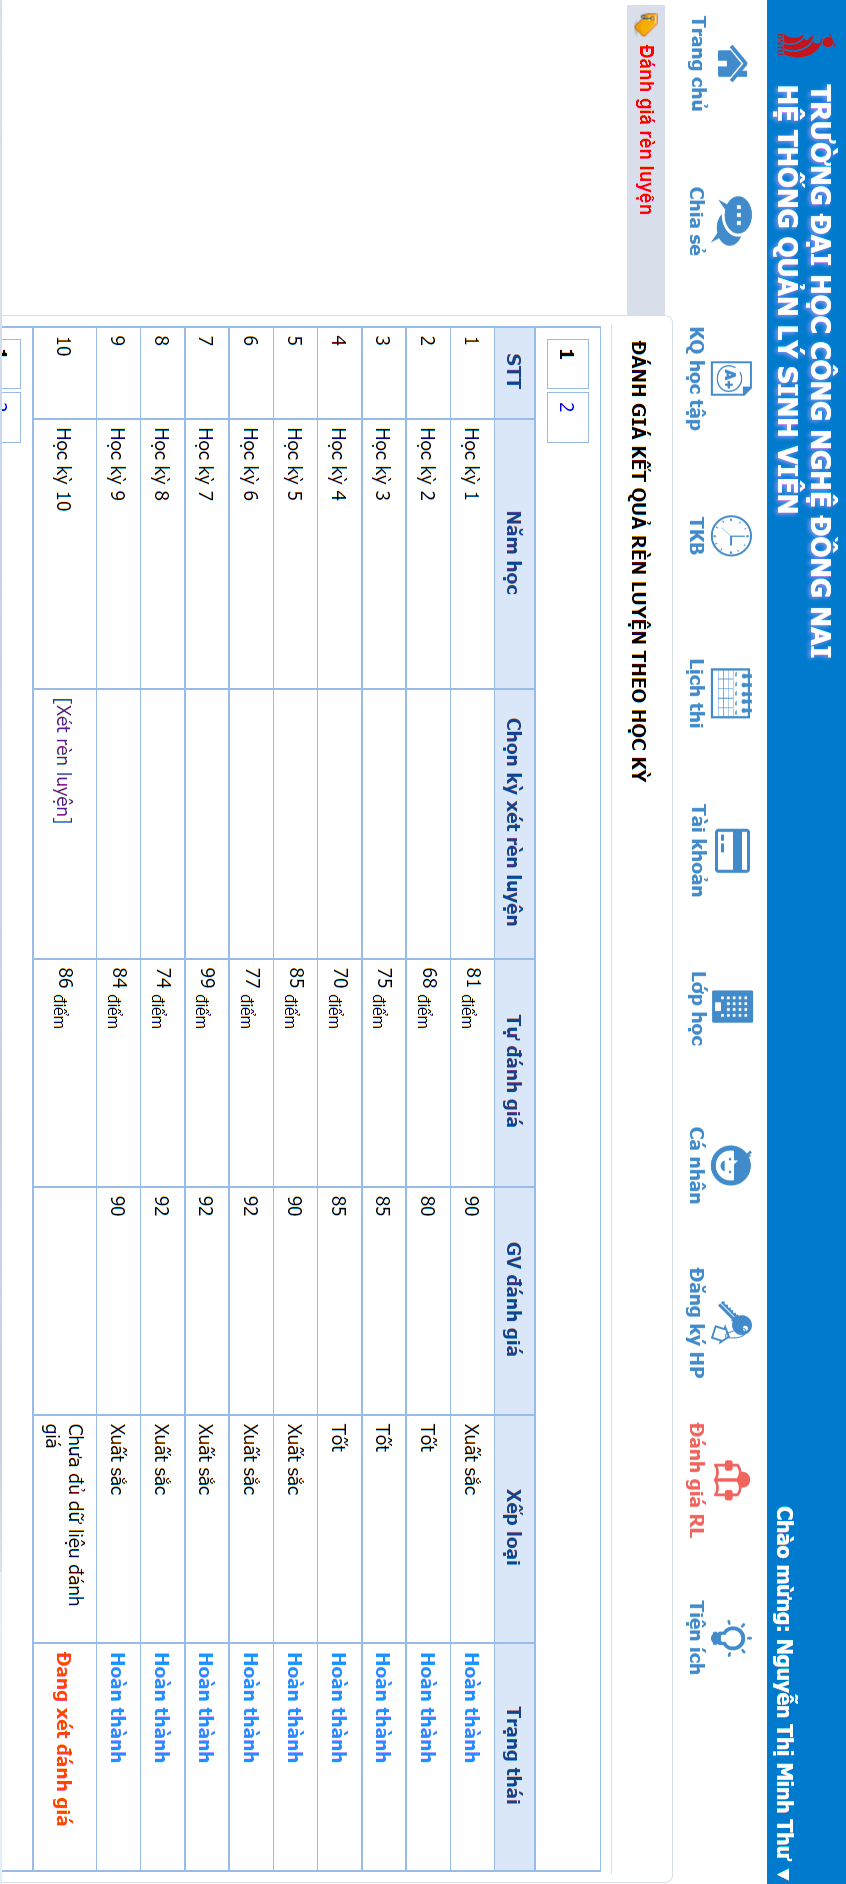 TRƯỜNG ĐẠI HỌC CÔNG NGHỆ ĐỒNG NAI
HỆ THỐNG QUẢN LÝ SINH VIÊN
Chào mừng: Nguyễn Thị Minh Thư ▼
Trang chủ Chia sẻ KQ học tập TKB Lịch thi Tài khoản Lớp học Cá nhân Đăng ký HP Đánh giá RL Tiện ích
Đánh giá rèn luyện
ĐÁNH GIÁ KẾT QUẢ RÈN LUYỆN THEO HỌC KỲ
1 2
STT Năm học Chọn kỳ xét rèn luyện Tự đánh giá GV đánh giá Xếp loại Trạng thái
1 Học kỳ 1 81 điểm 90 Xuất sắc Hoàn thành
2 Học kỳ 2 68 điểm 80 Tốt Hoàn thành
3 Học kỳ 3 75 điểm 85 Tốt Hoàn thành
4 Học kỳ 4 70 điểm 85 Tốt Hoàn thành
5 Học kỳ 5 85 điểm 90 Xuất sắc Hoàn thành
6 Học kỳ 6 77 điểm 92 Xuất sắc Hoàn thành
7 Học kỳ 7 99 điểm 92 Xuất sắc Hoàn thành
8 Học kỳ 8 74 điểm 92 Xuất sắc Hoàn thành
9 Học kỳ 9 84 điểm 90 Xuất sắc Hoàn thành
10 Học kỳ 10 [Xét rèn luyện] 86 điểm Chưa đủ dữ liệu đánh giá Đang xét đánh giá